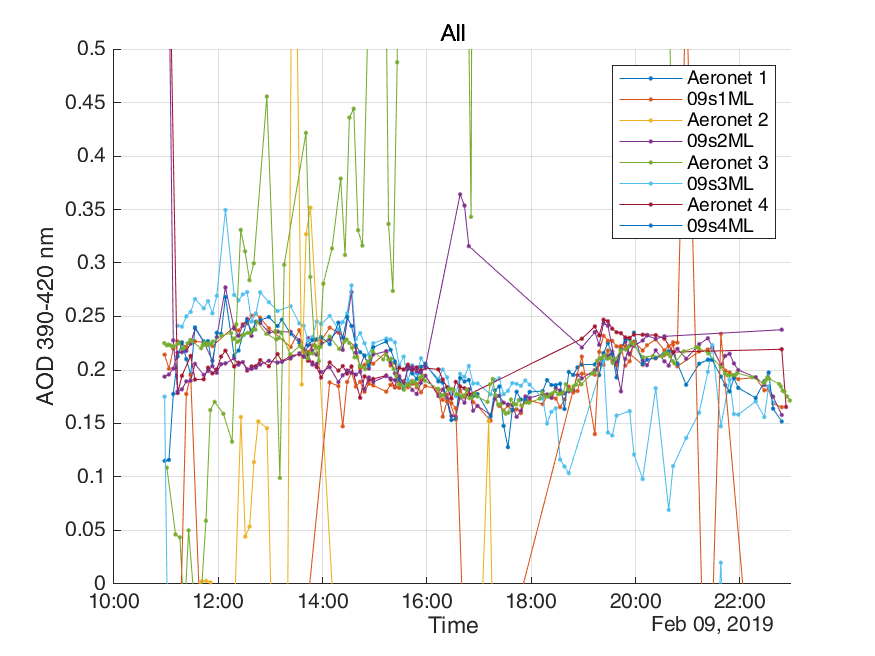 All
0.5
0.45
0.4
0.35
0.3
0.25
0.2
0.15
0.1
0.05
0
AOD 390-420 nm
Aeronet 1
09s1ML
Aeronet 2
09s2ML
Aeronet 3
09s3ML
Aeronet 4
09s4ML
10:00 12:00 14:00 16:00 18:00 20:00 22:00
Time
Feb 09, 2019